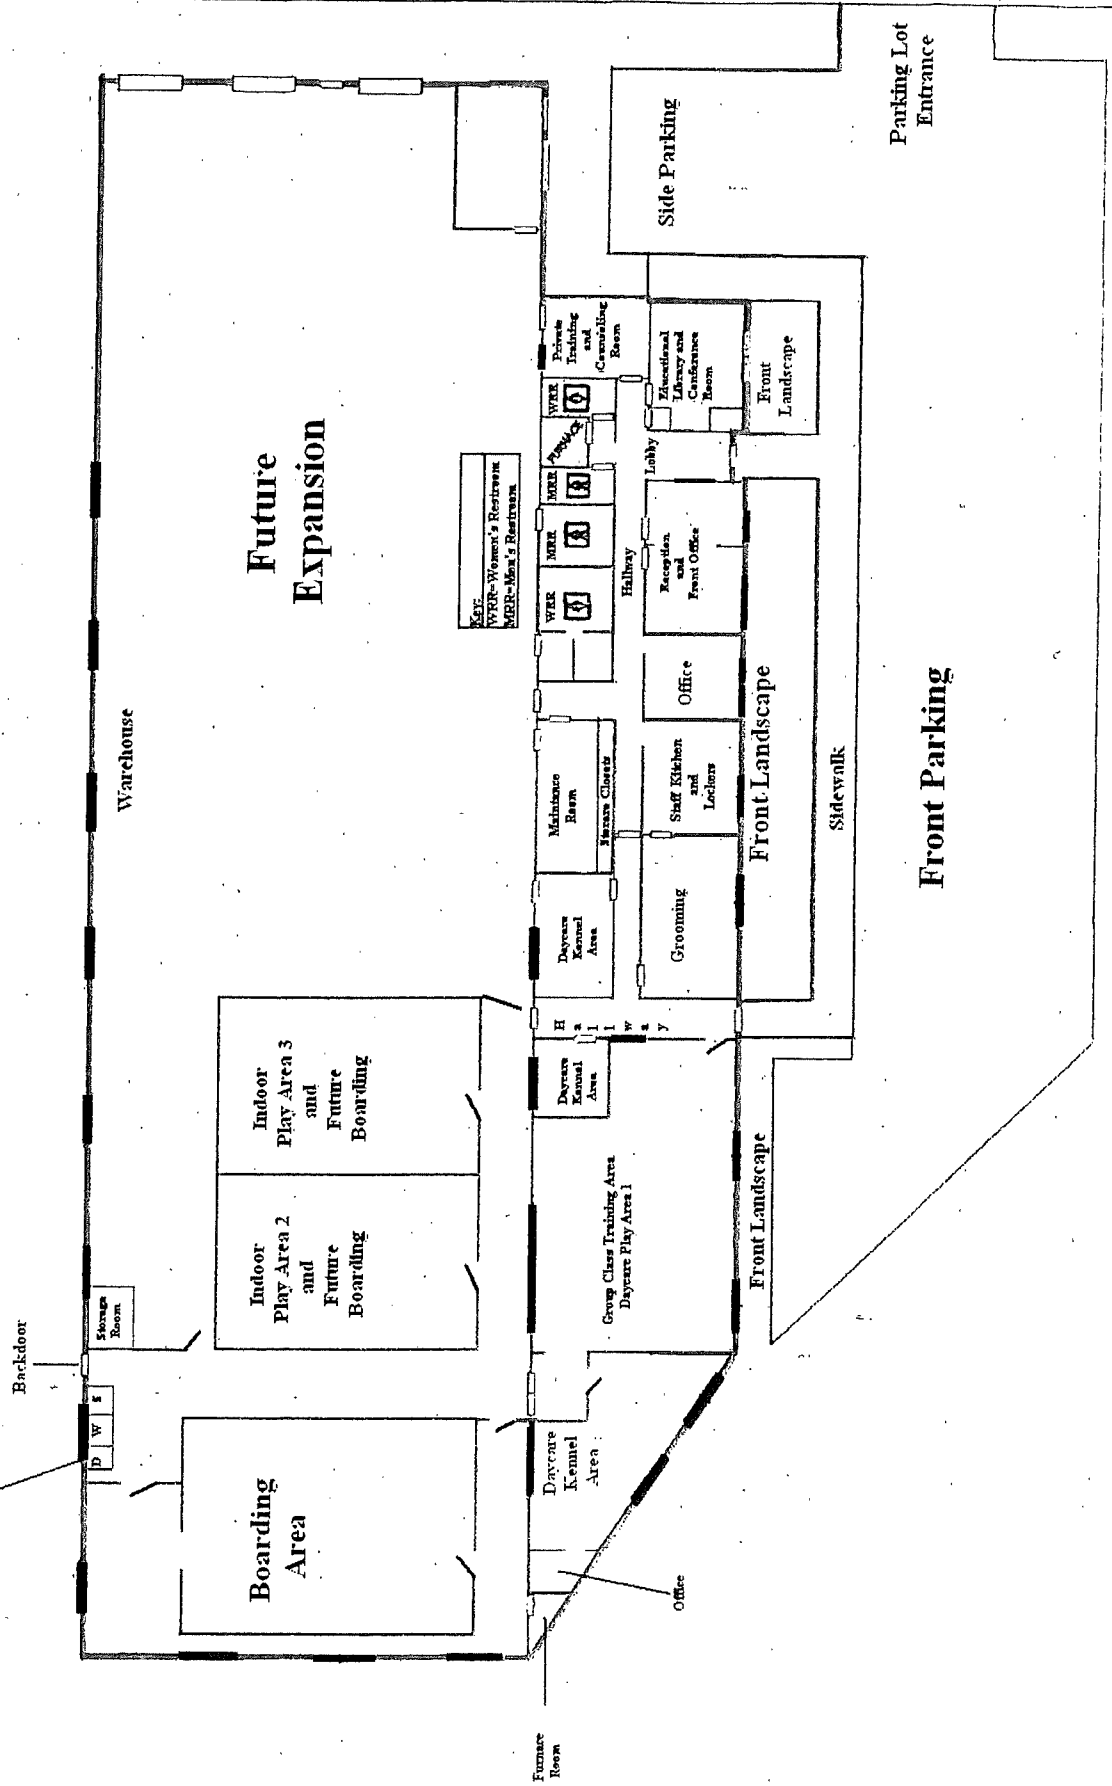 Backdoor
D W S
Storage
Room
Warehouse
Boarding
Area
Indoor
Play Area 2
and
Future
Boarding
Indoor
Play Area 3
and
Future
Boarding
Future
Expansion
Key:
WRR=Women's Restroom
MRR=Men's Restroom
Furnace
Room
Office
Daycare
Kennel
Area
Group Class Training Area
Daycare Play Area 1
Daycare
Kennel
Area
Hallway
Daycare
Kennel
Area
Maintance
Room
Storare Closets
WRR
MRR
MRR
FURNACE
WRR
Private
Training
and
Counseling
Room
Hallway
Lobby
Grooming
Staff Kitchen
and
Lockers
Office
Reception
and
Front Office
Educational
Library and
Conference
Room
Front Landscape
Front Landscape
Front
Landscape
Sidewalk
Side Parking
Front Parking
Parking Lot
Entrance